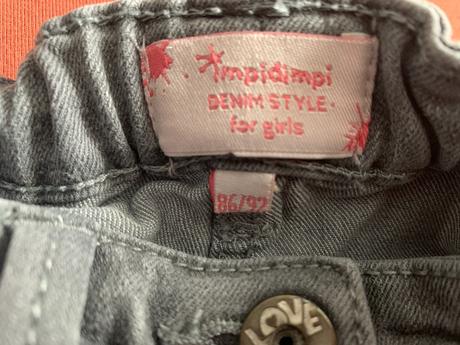 impidimpi
DENIM STYLE
for girls
86/92
LOVE